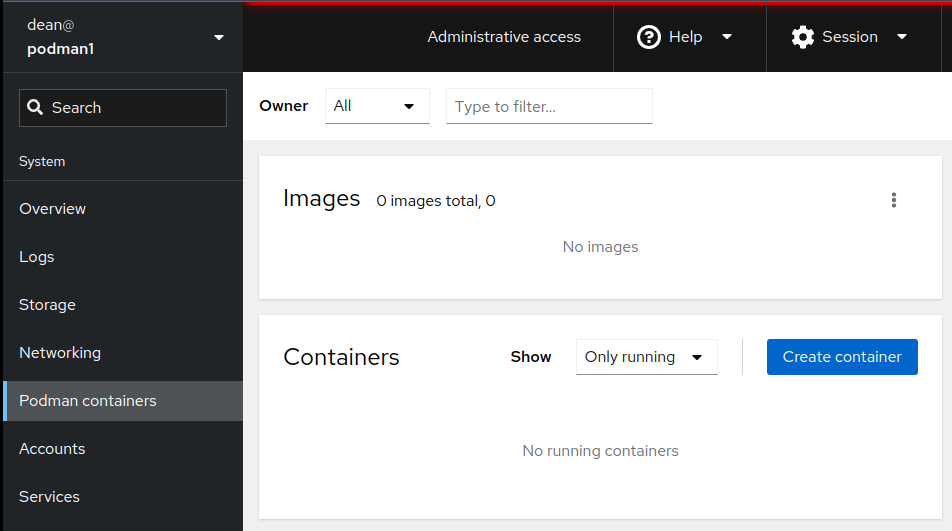 dean@
podman1
Administrative access
Help
Session
Search
System
Overview
Logs
Storage
Networking
Podman containers
Accounts
Services
Owner
All
Type to filter...
Images 0 images total, 0
No images
Containers
Show
Only running
Create container
No running containers